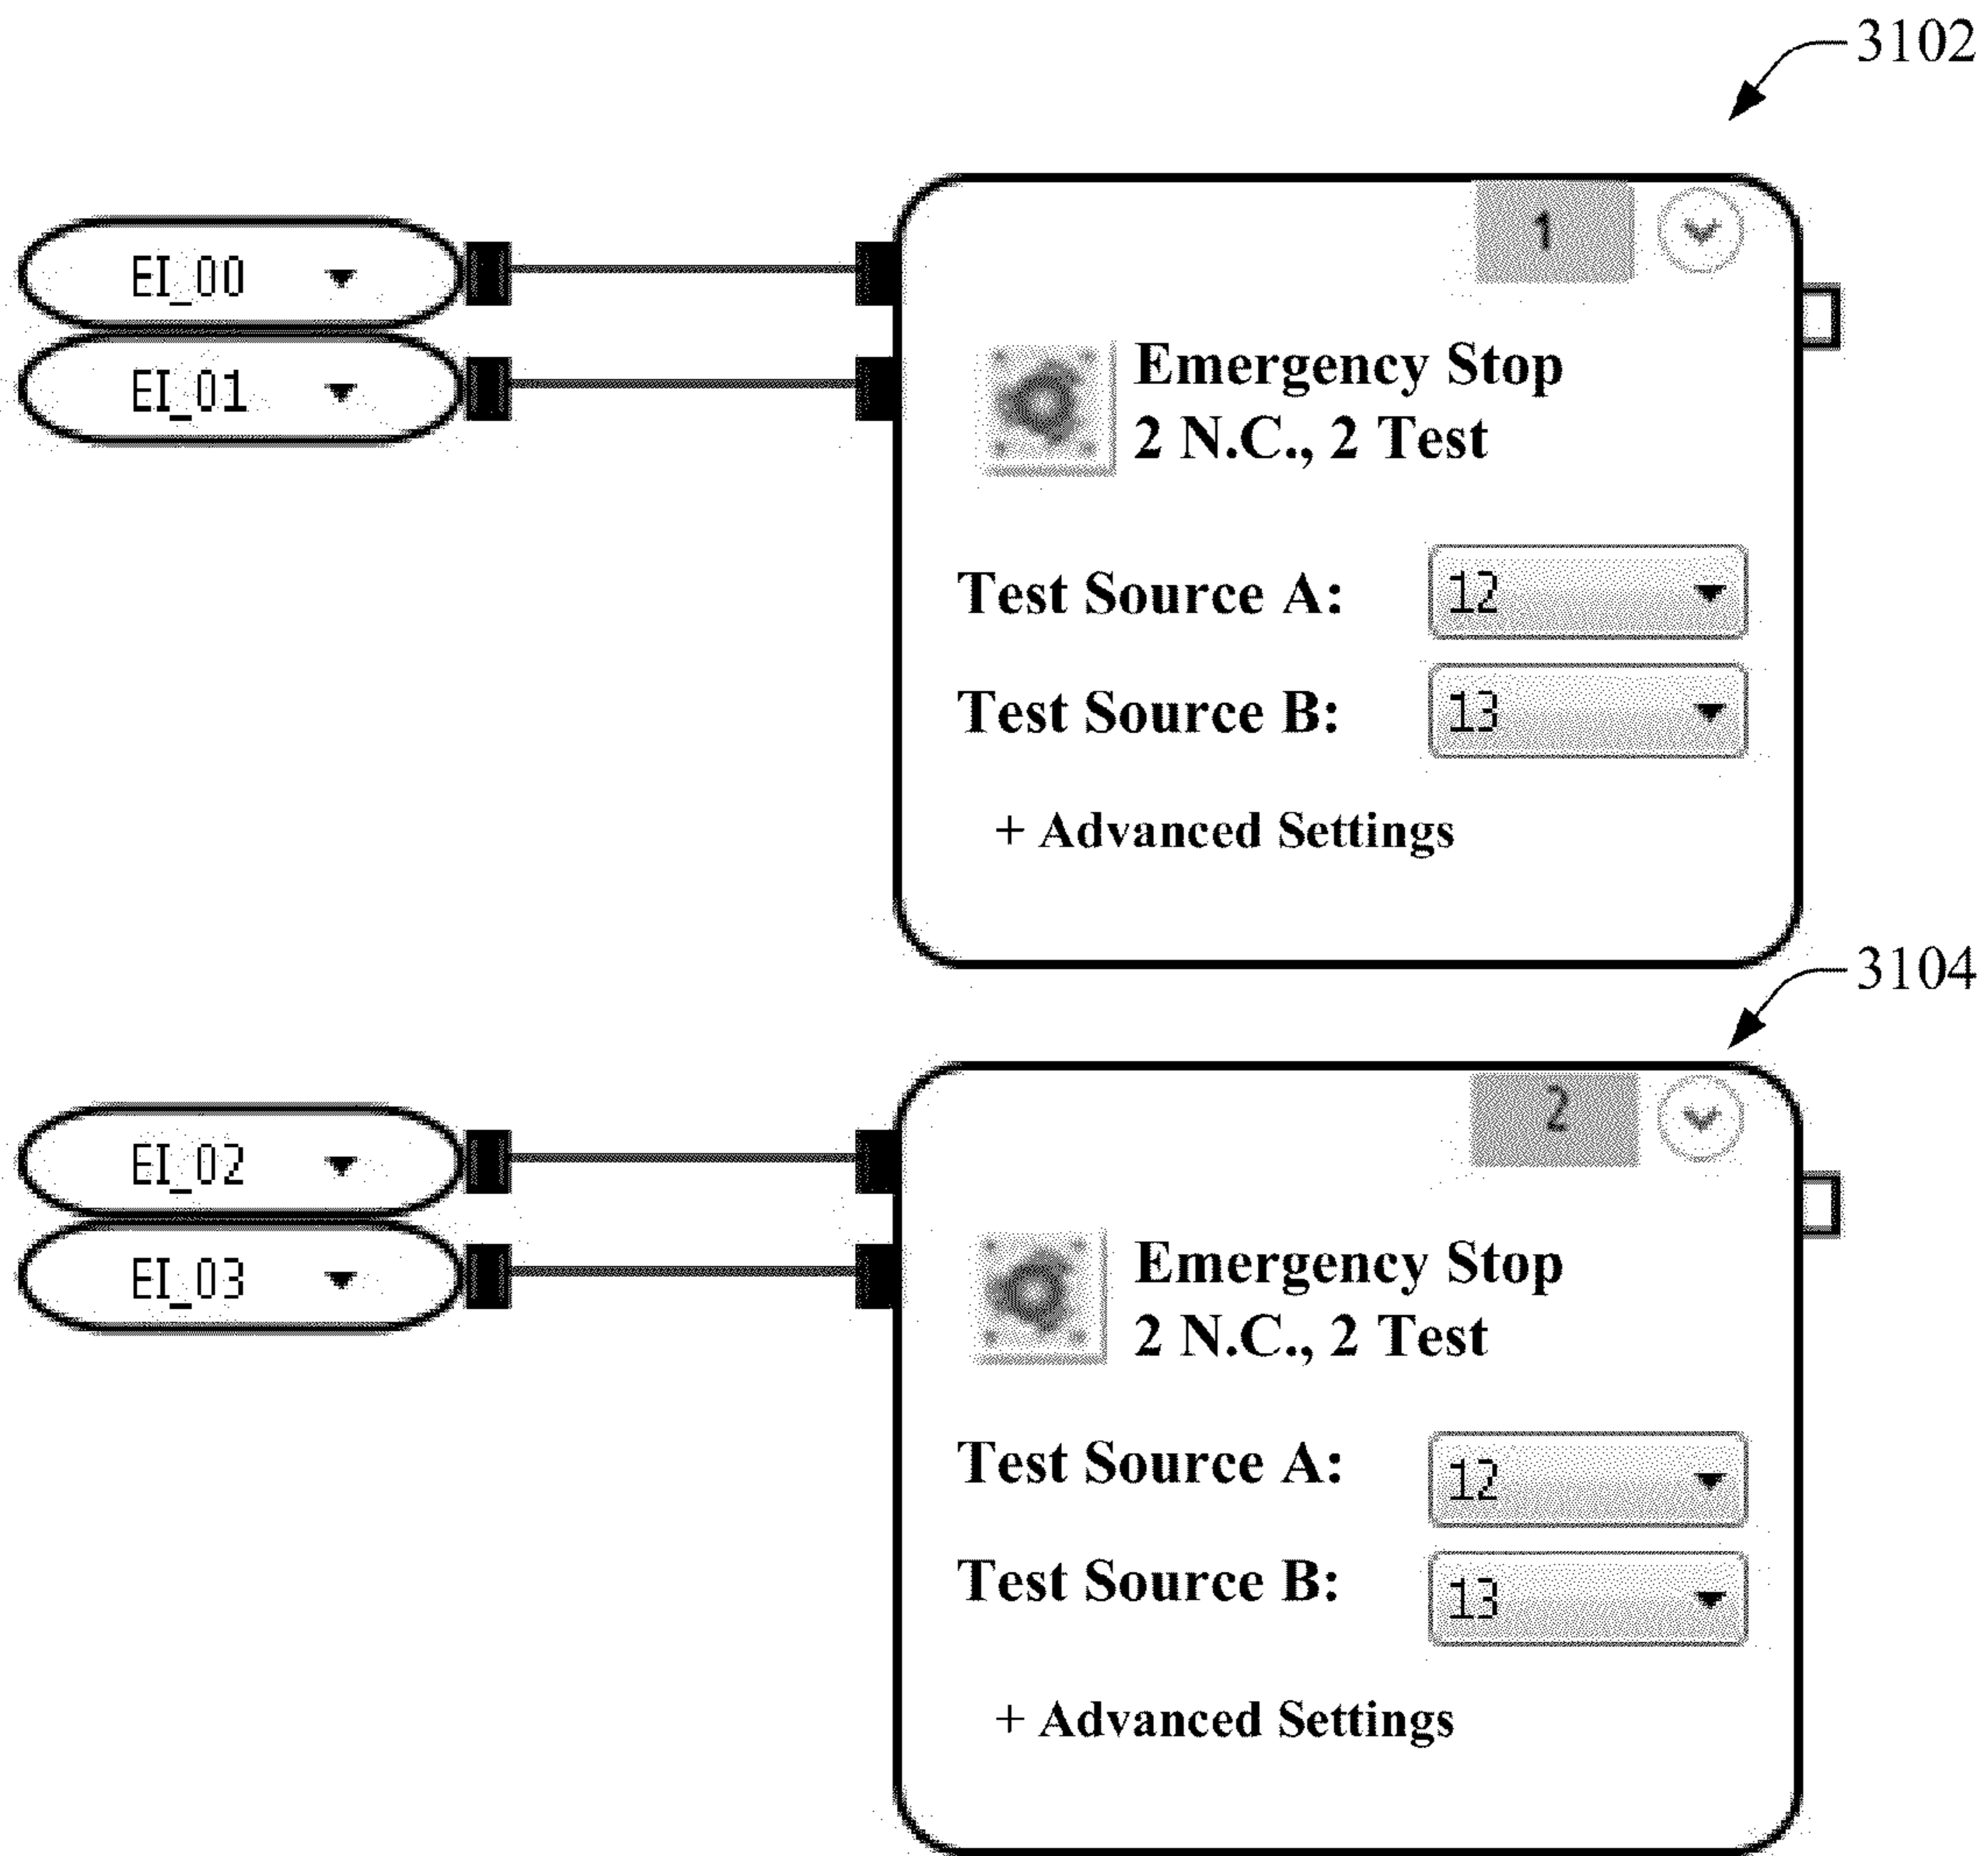 3102
1
EI_00
EI_01
Emergency Stop
2 N.C., 2 Test
Test Source A: 12
Test Source B: 13
+ Advanced Settings
3104
2
EI_02
EI_03
Emergency Stop
2 N.C., 2 Test
Test Source A: 12
Test Source B: 13
+ Advanced Settings